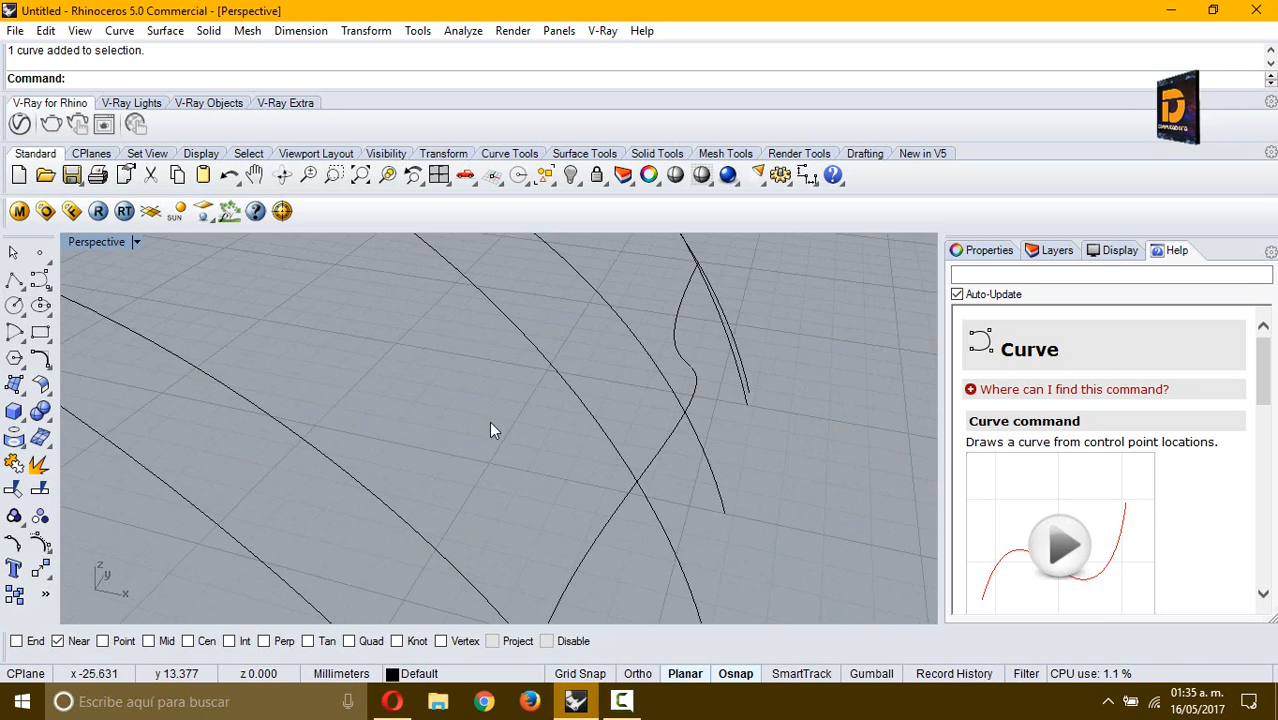 Untitled - Rhinoceros 5.0 Commercial - [Perspective]
File Edit View Curve Surface Solid Mesh Dimension Transform Tools Analyze Render Panels V-Ray Help
1 curve added to selection.
Command:
V-Ray for Rhino V-Ray Lights V-Ray Objects V-Ray Extra
Standard CPlanes Set View Display Select Viewport Layout Visibility Transform Curve Tools Surface Tools Solid Tools Mesh Tools Render Tools Drafting New in V5
M R RT SUN
Perspective
Properties Layers Display Help
Auto-Update
Curve
Where can I find this command?
Curve command
Draws a curve from control point locations.
z
y
x
End Near Point Mid Cen Int Perp Tan Quad Knot Vertex Project Disable
CPlane x -25.631 y 13.377 z 0.000 Millimeters Default Grid Snap Ortho Planar Osnap SmartTrack Gumball Record History Filter CPU use: 1.1 %
Escribe aquí para buscar
01:35 a. m.
16/05/2017